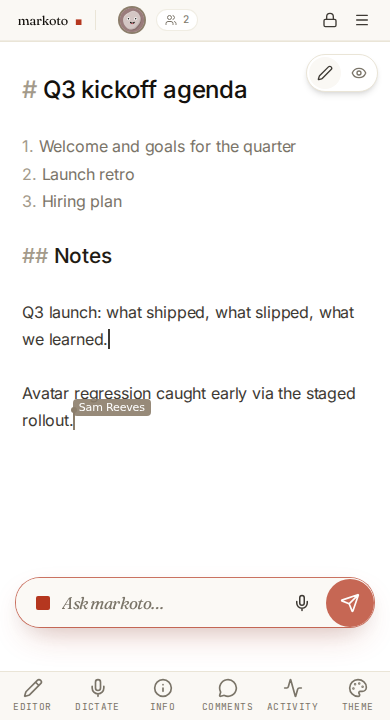 markoto
2
# Q3 kickoff agenda
1. Welcome and goals for the quarter
2. Launch retro
3. Hiring plan
## Notes
Q3 launch: what shipped, what slipped, what
we learned.
Avatar regression caught early via the staged
Sam Reeves
rollout.
Ask markoto...
EDITOR
DICTATE
INFO
COMMENTS
ACTIVITY
THEME